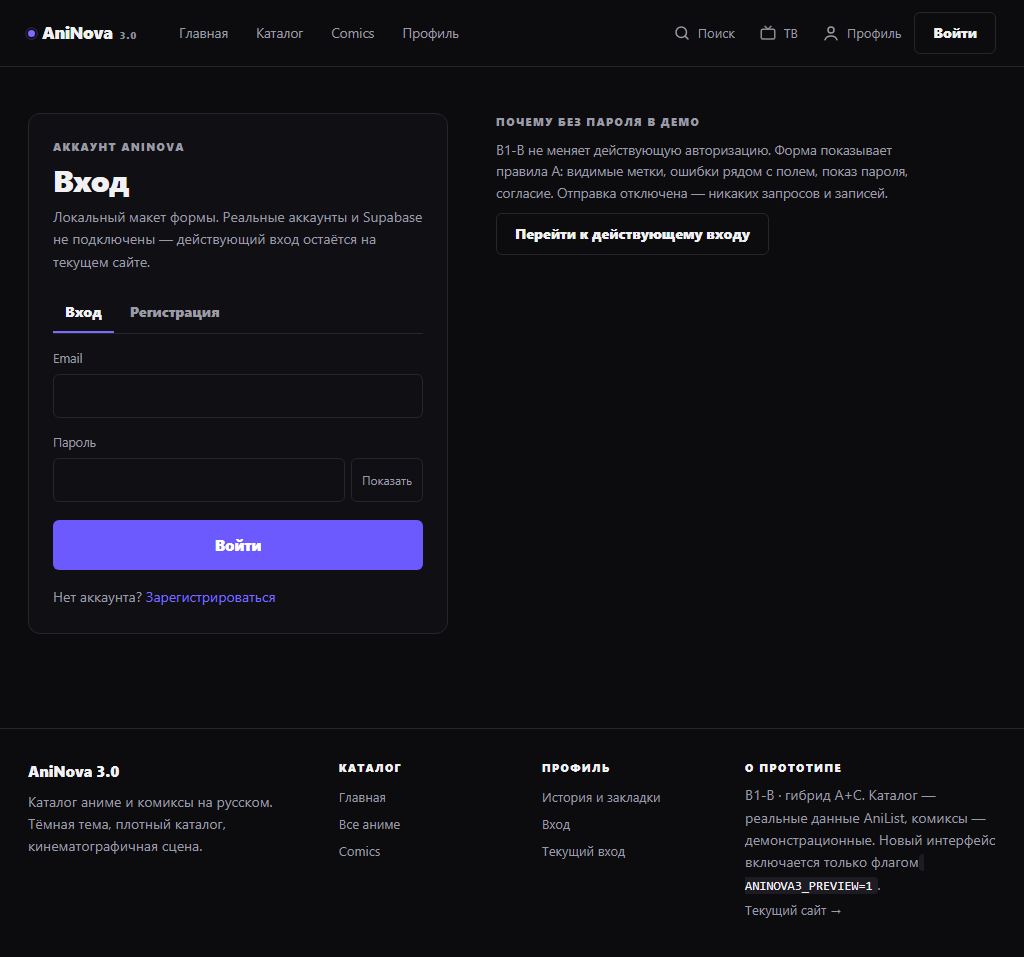 AniNova 3.0
Главная
Каталог
Comics
Профиль
Поиск
ТВ
Профиль
Войти
АККАУНТ ANINOVA
Вход
Локальный макет формы. Реальные аккаунты и Supabase
не подключены — действующий вход остаётся на
текущем сайте.
Вход
Регистрация
Email
Пароль
Показать
Войти
Нет аккаунта? Зарегистрироваться
ПОЧЕМУ БЕЗ ПАРОЛЯ В ДЕМО
B1-B не меняет действующую авторизацию. Форма показывает
правила A: видимые метки, ошибки рядом с полем, показ пароля,
согласие. Отправка отключена — никаких запросов и записей.
Перейти к действующему входу
AniNova 3.0
Каталог аниме и комиксы на русском.
Тёмная тема, плотный каталог,
кинематографичная сцена.
КАТАЛОГ
Главная
Все аниме
Comics
ПРОФИЛЬ
История и закладки
Вход
Текущий вход
О ПРОТОТИПЕ
B1-B · гибрид A+C. Каталог —
реальные данные AniList, комиксы —
демонстрационные. Новый интерфейс
включается только флагом
ANINOVA3_PREVIEW=1 .
Текущий сайт →